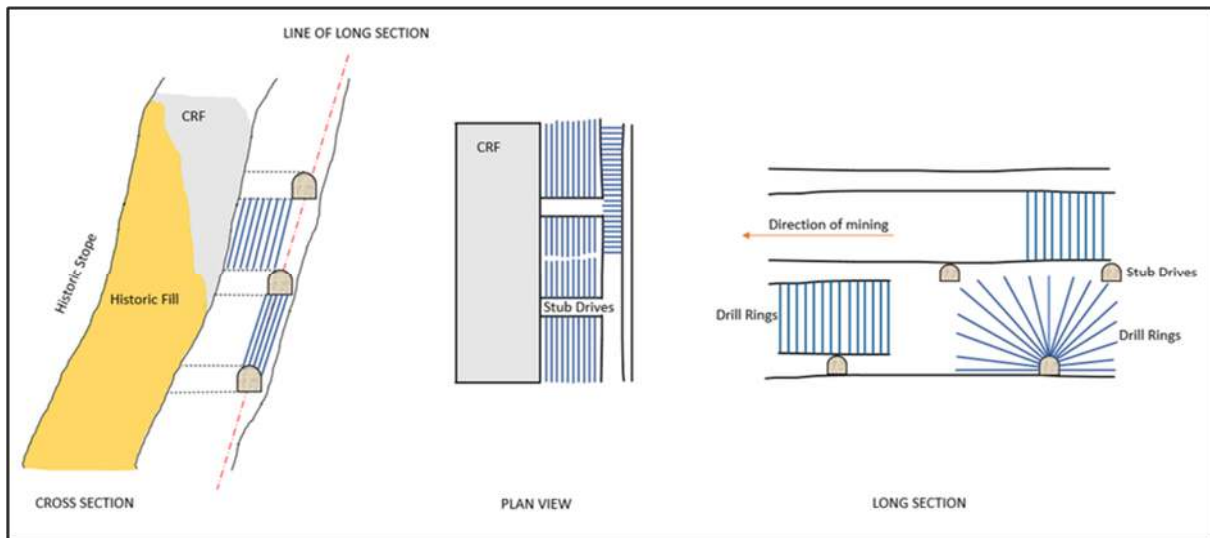 LINE OF LONG SECTION
CRF
Historic Stope
Historic Fill
CROSS SECTION
CRF
Stub Drives
PLAN VIEW
Direction of mining
Stub Drives
Drill Rings
Drill Rings
LONG SECTION